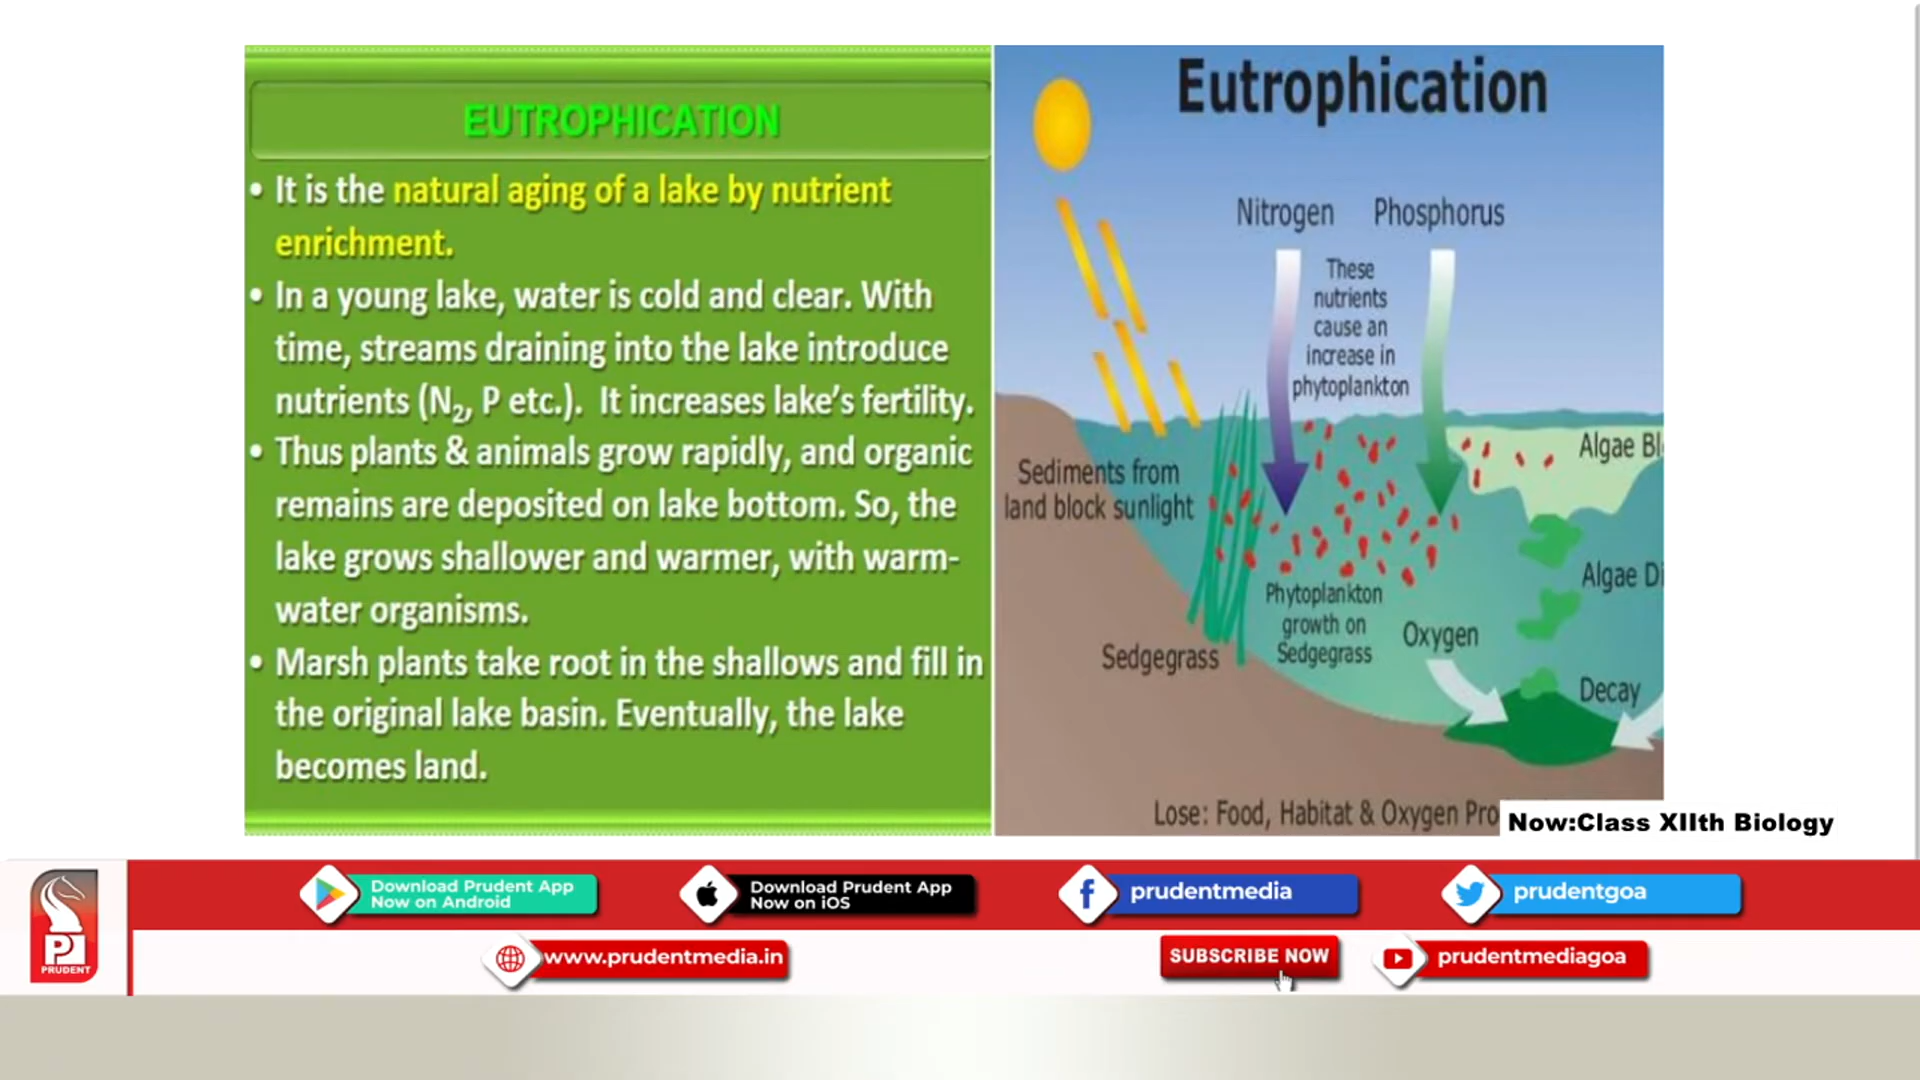 EUTROPHICATION
• It is the natural aging of a lake by nutrient
enrichment.
• In a young lake, water is cold and clear. With
time, streams draining into the lake introduce
nutrients (N₂, P etc.). It increases lake's fertility.
• Thus plants & animals grow rapidly, and organic
remains are deposited on lake bottom. So, the
lake grows shallower and warmer, with warm-
water organisms.
• Marsh plants take root in the shallows and fill in
the original lake basin. Eventually, the lake
becomes land.
Eutrophication
Nitrogen Phosphorus
These
nutrients
cause an
increase in
phytoplankton
Algae Bl
Sediments from
land block sunlight
Algae Di
Phytoplankton
growth on
Sedgegrass
Oxygen
Sedgegrass
Decay
Lose: Food, Habitat & Oxygen Pro
Now:Class XIIth Biology
Download Prudent App
Now on Android
Download Prudent App
Now on iOS
prudentmedia
prudentgoa
PRUDENT
www.prudentmedia.in
SUBSCRIBE NOW
prudentmediagoa